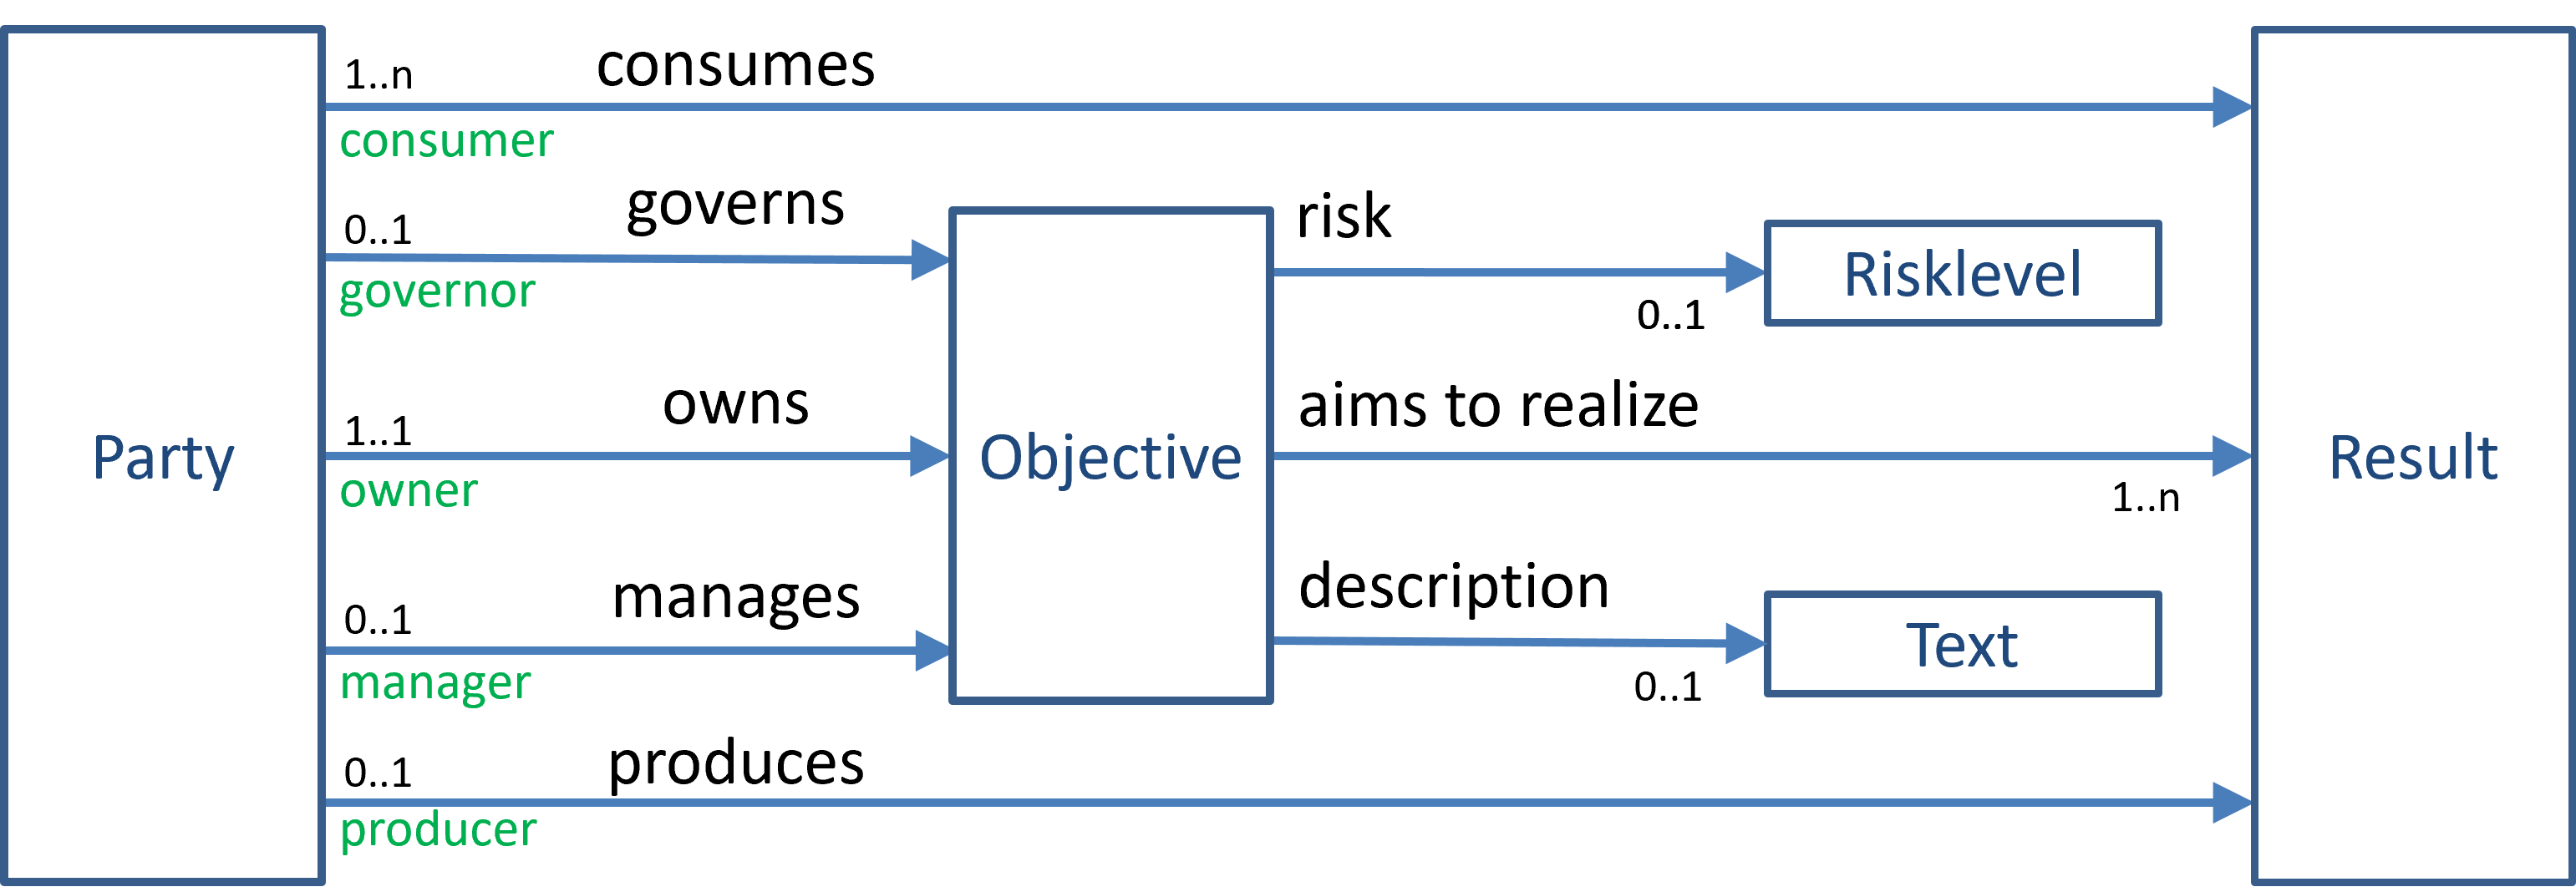 1..n
consumes
consumer
0..1
governs
governor
risk
Risklevel
0..1
1..1
owns
owner
Party
Objective
aims to realize
1..n
Result
0..1
manages
manager
description
Text
0..1
0..1
produces
producer